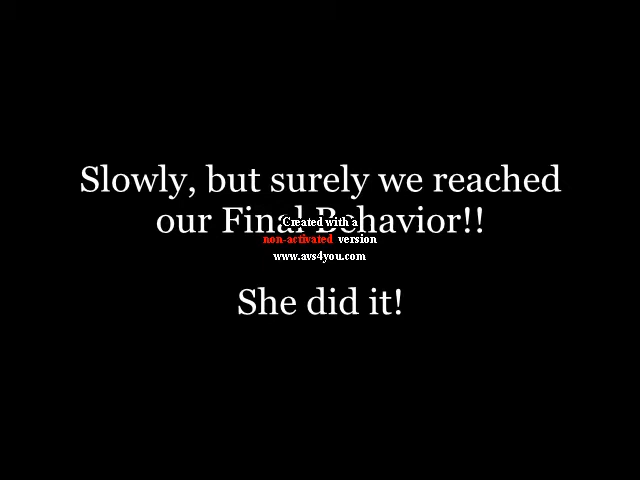 Slowly, but surely we reached
our Final Behavior!!
Created with a
non-activated version
www.avs4you.com
She did it!